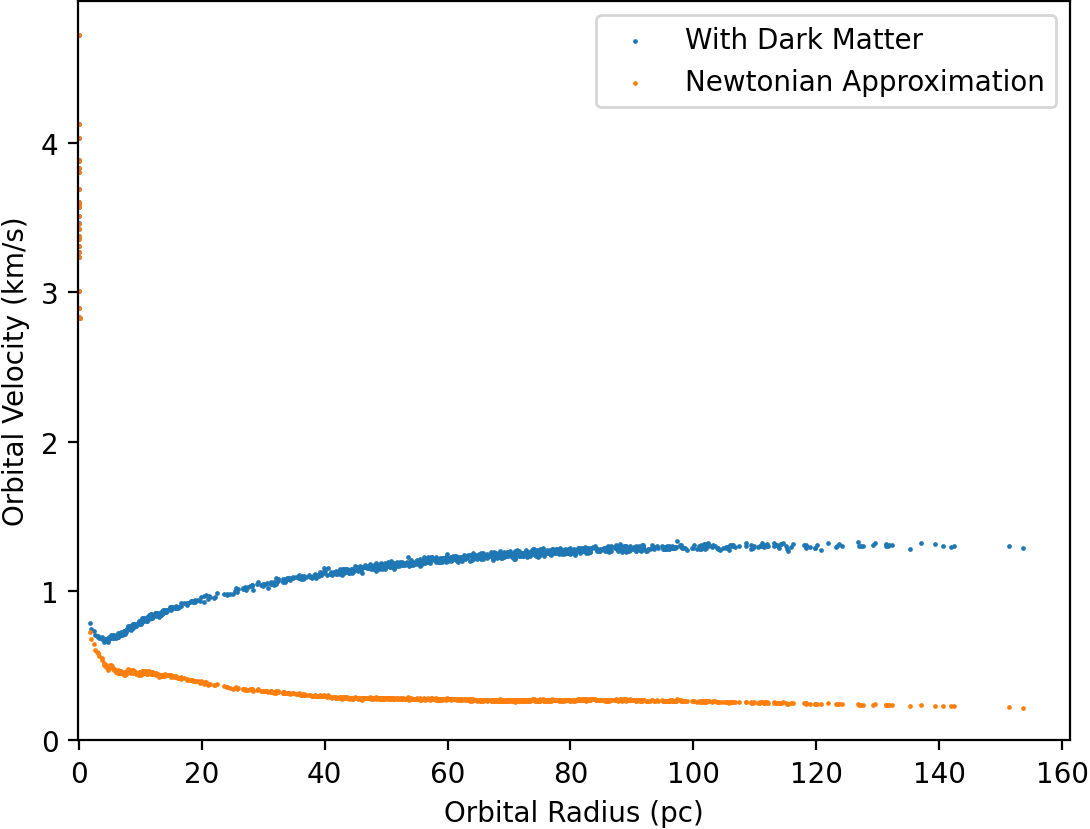 With Dark Matter
Newtonian Approximation
4
3
2
1
0
Orbital Velocity (km/s)
0 20 40 60 80 100 120 140 160
Orbital Radius (pc)